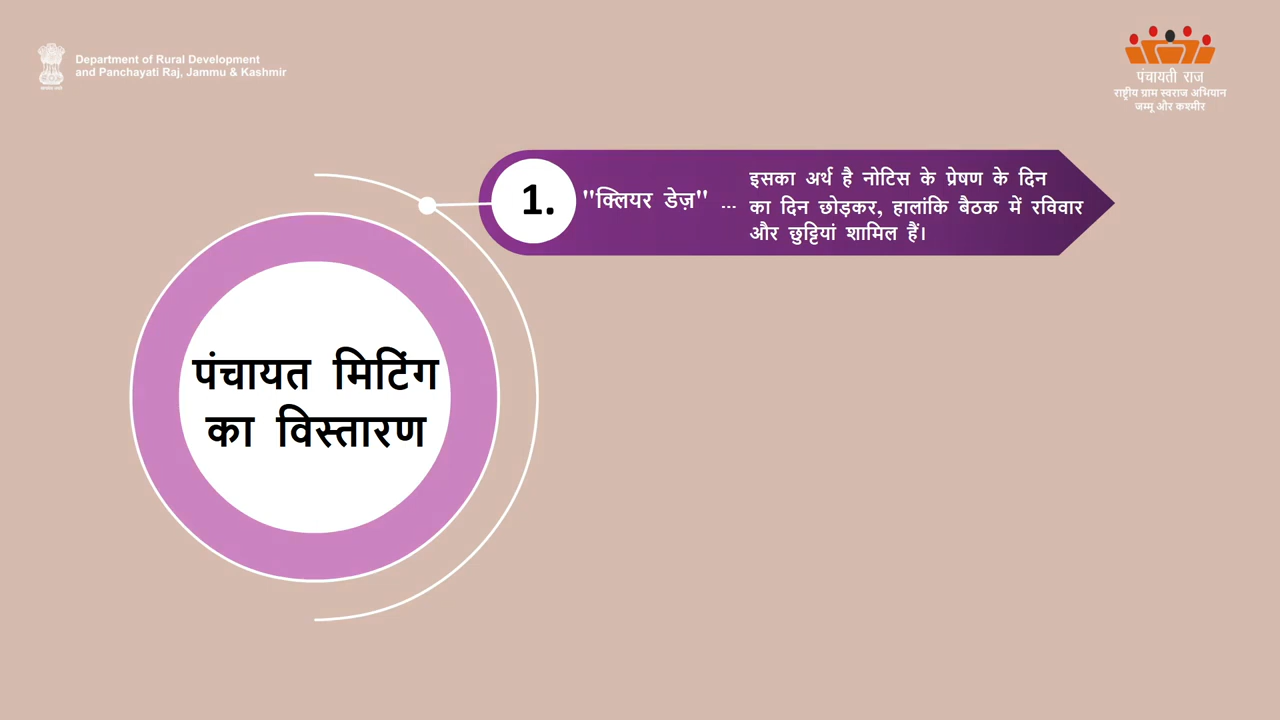 Department of Rural Development
and Panchayati Raj, Jammu & Kashmir
पंचायती राज
राष्ट्रीय ग्राम स्वराज अभियान
जम्मू और कश्मीर
1.
"क्लियर डेज़" ...
इसका अर्थ है नोटिस के प्रेषण के दिन
का दिन छोड़कर, हालांकि बैठक में रविवार
और छुट्टियां शामिल हैं।
पंचायत मिटिंग
का विस्तारण